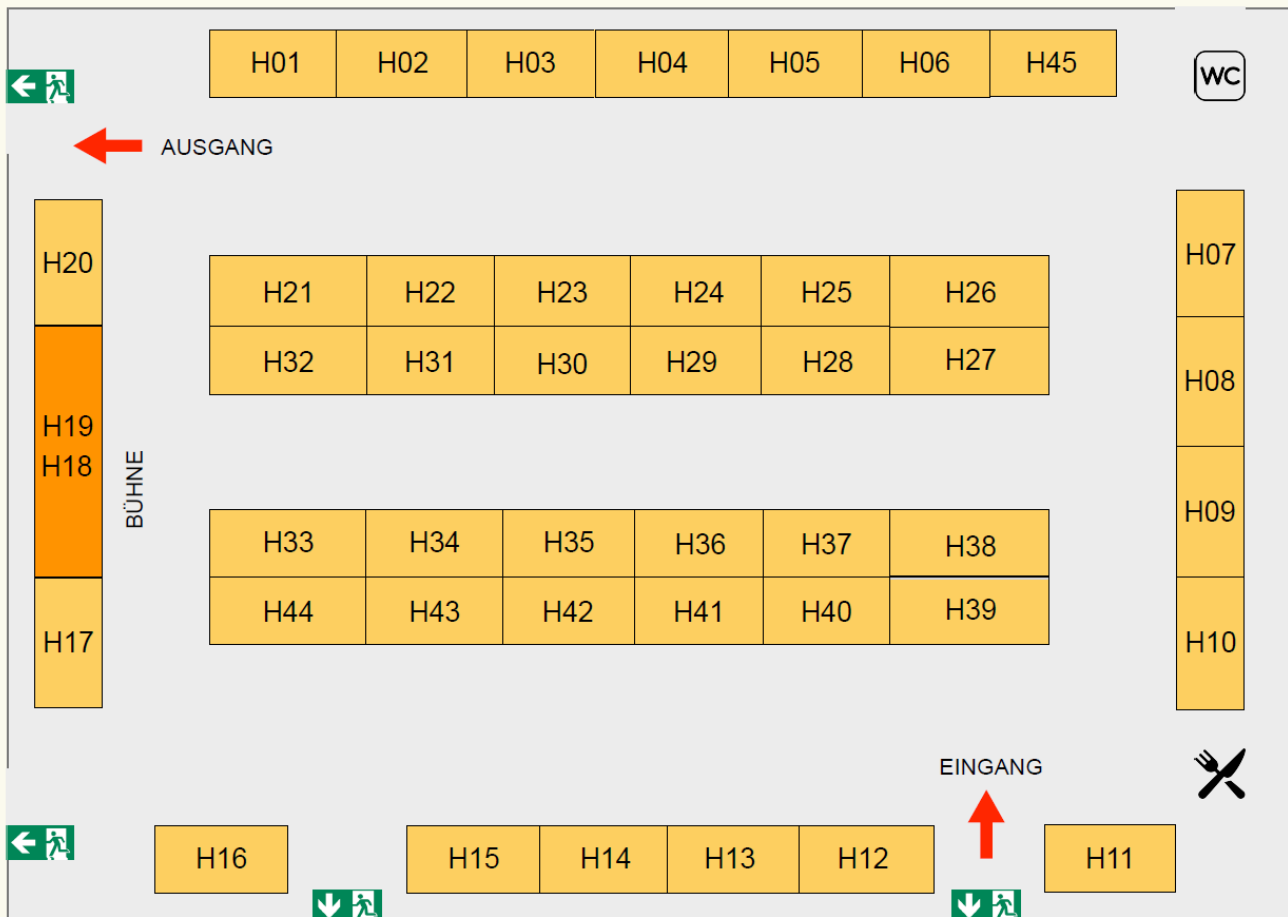 H01 H02 H03 H04 H05 H06 H45
WC
AUSGANG
H20
H19
H18
H17
BÜHNE
H21 H22 H23 H24 H25 H26
H32 H31 H30 H29 H28 H27
H33 H34 H35 H36 H37 H38
H44 H43 H42 H41 H40 H39
H07
H08
H09
H10
EINGANG
H16 H15 H14 H13 H12 H11